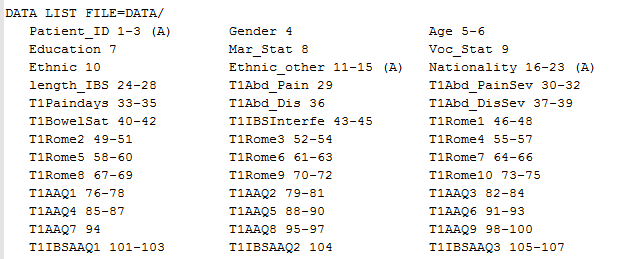 DATA LIST FILE=DATA/
Patient_ID 1-3 (A) Gender 4 Age 5-6
Education 7 Mar_Stat 8 Voc_Stat 9
Ethnic 10 Ethnic_other 11-15 (A) Nationality 16-23 (A)
length_IBS 24-28 T1Abd_Pain 29 T1Abd_PainSev 30-32
T1Paindays 33-35 T1Abd_Dis 36 T1Abd_DisSev 37-39
T1BowelSat 40-42 T1IBSInterfe 43-45 T1Rome1 46-48
T1Rome2 49-51 T1Rome3 52-54 T1Rome4 55-57
T1Rome5 58-60 T1Rome6 61-63 T1Rome7 64-66
T1Rome8 67-69 T1Rome9 70-72 T1Rome10 73-75
T1AAQ1 76-78 T1AAQ2 79-81 T1AAQ3 82-84
T1AAQ4 85-87 T1AAQ5 88-90 T1AAQ6 91-93
T1AAQ7 94 T1AAQ8 95-97 T1AAQ9 98-100
T1IBSAAQ1 101-103 T1IBSAAQ2 104 T1IBSAAQ3 105-107